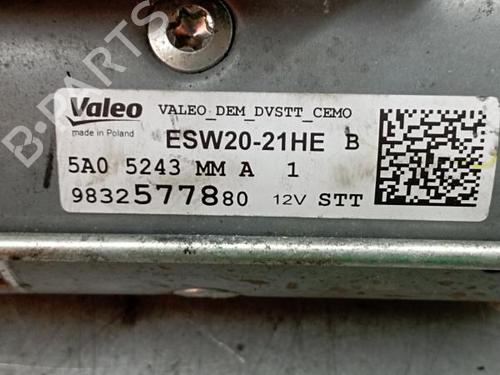 B-PARTS
Valeo VALEO_DEM_DVSTT_CEMO
made in Poland
ESW20-21HE B
5A0 5243 MM A 1
9832577880 12V STT